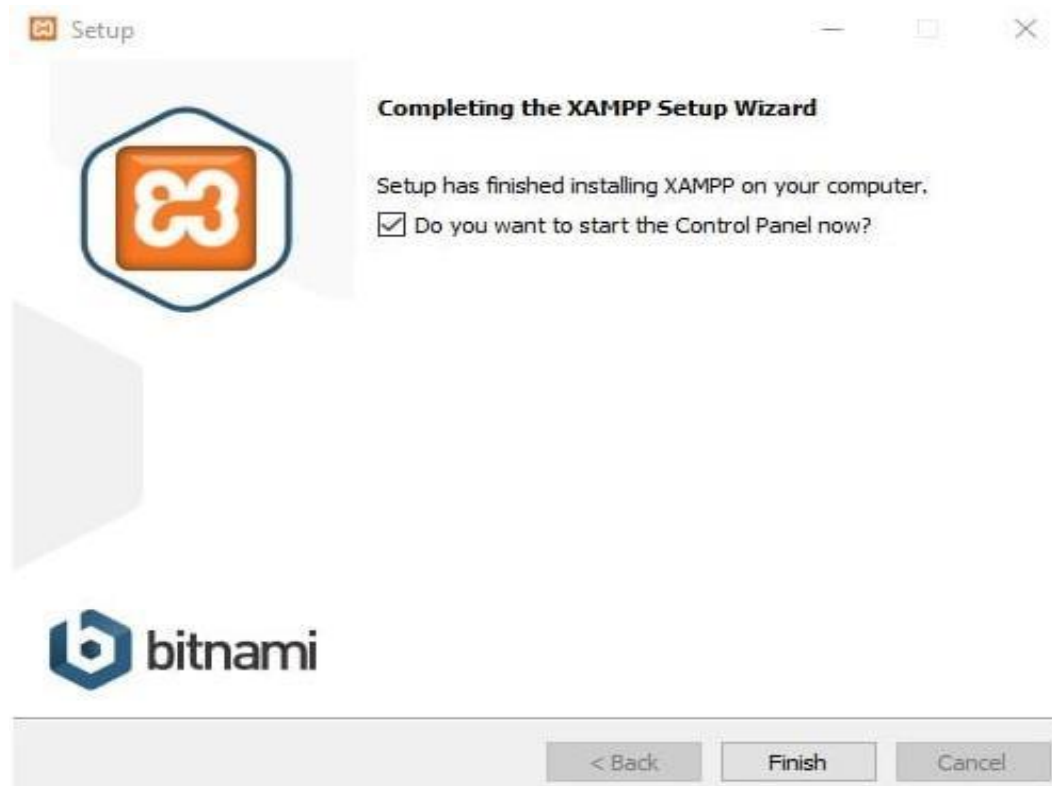 Setup
Completing the XAMPP Setup Wizard
Setup has finished installing XAMPP on your computer.
Do you want to start the Control Panel now?
bitnami
< Back
Finish
Cancel